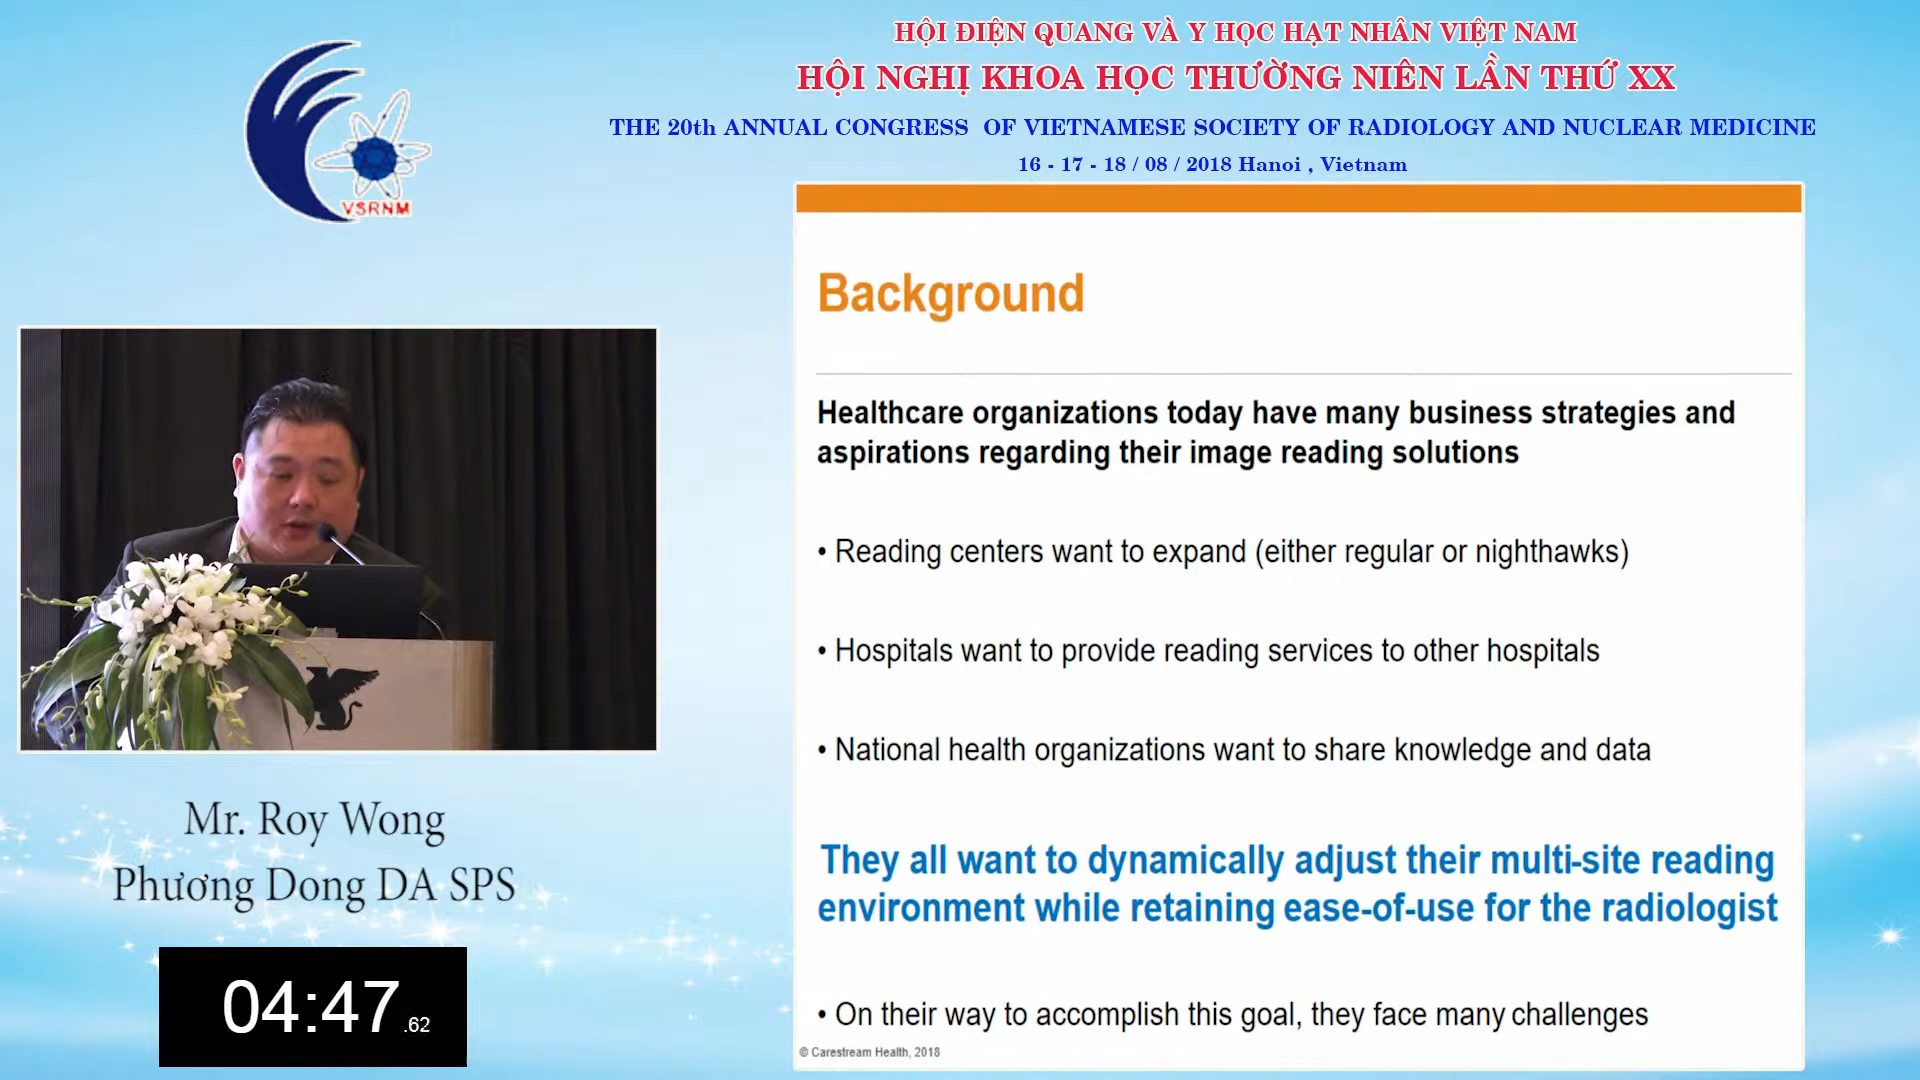 HỘI ĐIỆN QUANG VÀ Y HỌC HẠT NHÂN VIỆT NAM
HỘI NGHỊ KHOA HỌC THƯỜNG NIÊN LẦN THỨ XX
THE 20th ANNUAL CONGRESS OF VIETNAMESE SOCIETY OF RADIOLOGY AND NUCLEAR MEDICINE
16 - 17 - 18 / 08 / 2018 Hanoi , Vietnam
VSRNM
Background
Healthcare organizations today have many business strategies and
aspirations regarding their image reading solutions
• Reading centers want to expand (either regular or nighthawks)
• Hospitals want to provide reading services to other hospitals
• National health organizations want to share knowledge and data
They all want to dynamically adjust their multi-site reading
environment while retaining ease-of-use for the radiologist
• On their way to accomplish this goal, they face many challenges
© Carestream Health, 2018
Mr. Roy Wong
Phương Dong DA SPS
04:47.62